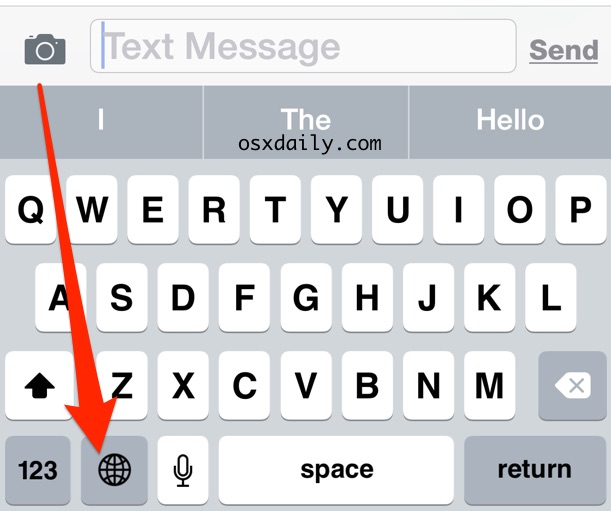 Text Message Send
I The Hello
osxdaily.com
Q W E R T Y U I O P
A S D F G H J K L
Z X C V B N M
123 space return